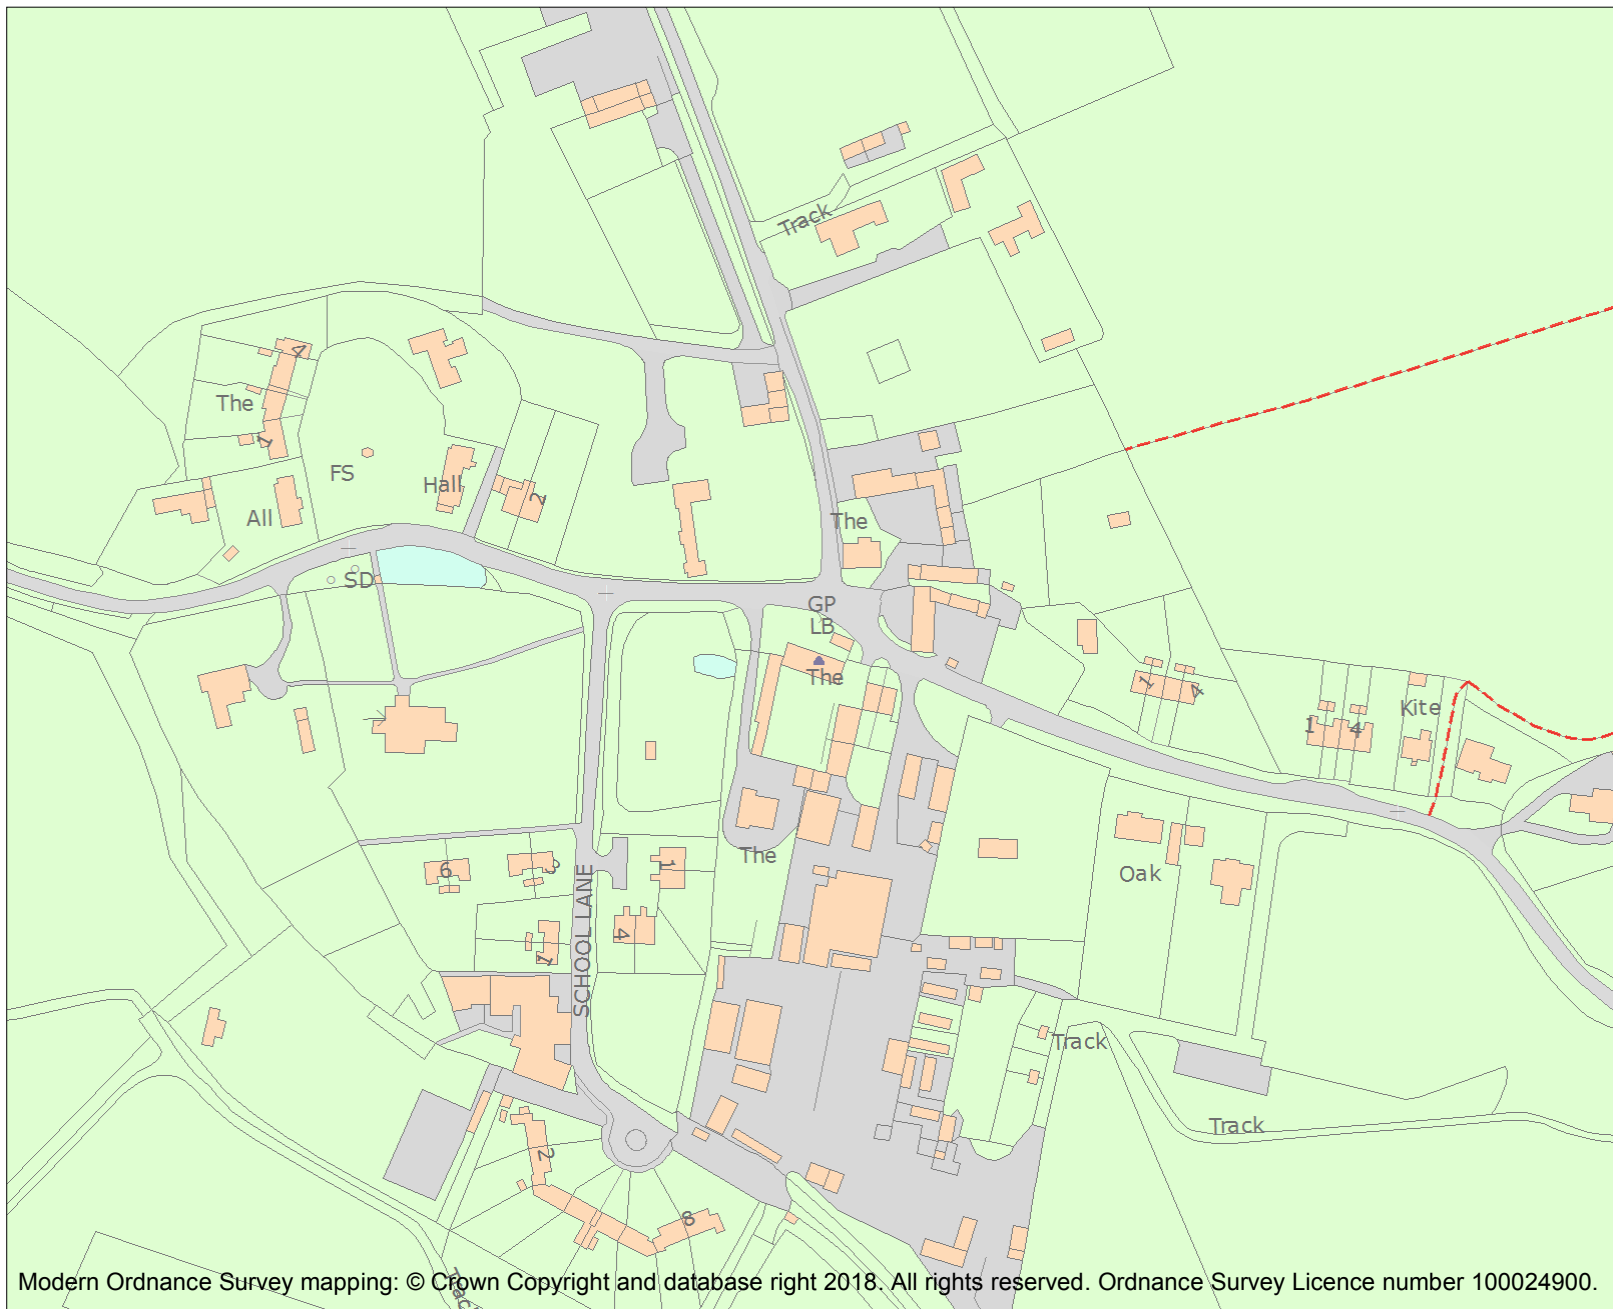 Track
4
The
1
FS
Hall
2
All
The
SD
GP
LB
The
1
4
1
4
Kite
The
Oak
6
3
1
4
1
SCHOOL LANE
Track
Track
2
8
Track
Modern Ordnance Survey mapping: © Crown Copyright and database right 2018. All rights reserved. Ordnance Survey Licence number 100024900.